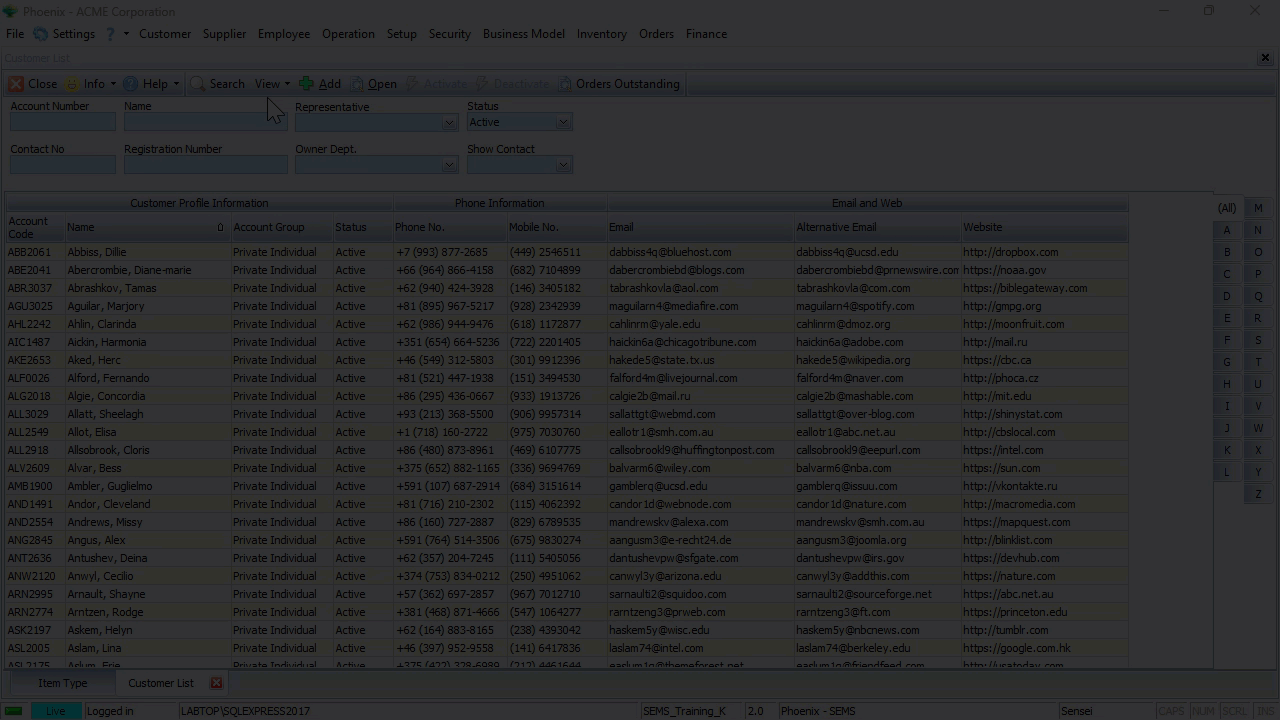 Phoenix - ACME Corporation
File Settings ? Customer Supplier Employee Operation Setup Security Business Model Inventory Orders Finance
Customer List
Close Info Help Search View Add Open Activate Deactivate Orders Outstanding
Account Number Name Representative Status
Active
Contact No Registration Number Owner Dept. Show Contact
Customer Profile Information Phone Information Email and Web
Account Code Name Account Group Status Phone No. Mobile No. Email Alternative Email Website
ABB2061 Abbiss, Dillie Private Individual Active +7 (993) 877-2685 (449) 2546511 dabbiss4q@bluehost.com dabbiss4q@ucsd.edu http://dropbox.com
ABE2041 Abercrombie, Diane-marie Private Individual Active +66 (964) 866-4158 (682) 7104899 dabercrombiebd@blogs.com dabercrombiebd@prnewswire.com https://noaa.gov
ABR3037 Abrashkov, Tamas Private Individual Active +62 (940) 424-3928 (146) 3405182 tabrashkovla@aol.com tabrashkovla@com.com https://biblegateway.com
AGU3025 Aguilar, Marjory Private Individual Active +81 (895) 967-5217 (928) 2342939 maguilarn4@mediafire.com maguilarn4@spotify.com http://gmpg.org
AHL2242 Ahlin, Clarinda Private Individual Active +62 (986) 944-9476 (618) 1172877 cahlinrm@yale.edu cahlinrm@dmoz.org http://moonfruit.com
AIC1487 Aickin, Harmonia Private Individual Active +351 (654) 664-5236 (722) 2201405 haickin6a@chicagotribune.com haickin6a@adobe.com http://mail.ru
AKE2653 Aked, Herc Private Individual Active +46 (549) 312-5803 (301) 9912396 hakede5@state.tx.us hakede5@wikipedia.org https://cbc.ca
ALF0026 Alford, Fernando Private Individual Active +81 (521) 447-1938 (151) 3494530 falford4m@livejournal.com falford4m@naver.com http://phoca.cz
ALG2018 Algie, Concordia Private Individual Active +86 (295) 436-0667 (933) 1913726 calgie2b@mail.ru calgie2b@mashable.com http://mit.edu
ALL3029 Allatt, Sheelagh Private Individual Active +93 (213) 368-5500 (906) 9957314 sallattgt@webmd.com sallattgt@over-blog.com http://shinystat.com
ALL2549 Allot, Elisa Private Individual Active +1 (718) 160-2722 (975) 7030760 eallotr1@smh.com.au eallotr1@abc.net.au http://cbslocal.com
ALL2918 Allsobrook, Cloris Private Individual Active +86 (480) 873-8961 (469) 6107775 callsobrookl9@huffingtonpost.com callsobrookl9@eepurl.com https://intel.com
ALV2609 Alvar, Bess Private Individual Active +375 (652) 882-1165 (336) 9694769 balvarm6@wiley.com balvarm6@nba.com https://sun.com
AMB1900 Ambler, Guglielmo Private Individual Active +591 (107) 687-2914 (684) 3151614 gamblerq@ucsd.edu gamblerq@issuu.com http://vkontakte.ru
AND1491 Andor, Cleveland Private Individual Active +81 (716) 210-2302 (115) 4062392 candor1d@webnode.com candor1d@nature.com http://macromedia.com
AND2554 Andrews, Missy Private Individual Active +86 (160) 727-2887 (829) 6789535 mandrewskv@alexa.com mandrewskv@smh.com.au https://mapquest.com
ANG2845 Angus, Alex Private Individual Active +591 (764) 514-3506 (675) 9830274 aangusm3@e-recht24.de aangusm3@joomla.org http://blinklist.com
ANT2636 Antushev, Deina Private Individual Active +62 (357) 204-7245 (111) 5405056 dantushevpw@sfgate.com dantushevpw@irs.gov https://devhub.com
ANW2120 Anwyl, Cecilio Private Individual Active +374 (753) 834-0212 (250) 4951062 canwyl3y@arizona.edu canwyl3y@addthis.com https://nature.com
ARN2995 Arnault, Shayne Private Individual Active +57 (362) 697-2857 (967) 7012710 sarnaulti2@squidoo.com sarnaulti2@sourceforge.net https://abc.net.au
ARN2774 Arntzen, Rodge Private Individual Active +381 (468) 871-4666 (547) 1064277 rarntzeng3@prweb.com rarntzeng3@ft.com https://princeton.edu
ASK2197 Askem, Helyn Private Individual Active +62 (164) 883-8165 (238) 4393042 haskem5y@wisc.edu haskem5y@nbcnews.com http://tumblr.com
ASL2005 Aslam, Lina Private Individual Active +46 (397) 952-9558 (141) 6417836 laslam74@intel.com laslam74@berkeley.edu https://google.com.hk
ASL2175 Aslum, Erie Private Individual Active +375 (422) 328-6989 (212) 4461644 easlum1q@themeforest.net easlum1q@friendfeed.com http://usatoday.com
(All) M
A N
B O
C P
D Q
E R
F S
G T
H U
I V
J W
K X
L Y
Z
Item Type Customer List
Live Logged in LABTOP\SQLEXPRESS2017 SEMS_Training_K 2.0 Phoenix - SEMS Sensei CAPS NUM SCRL INS